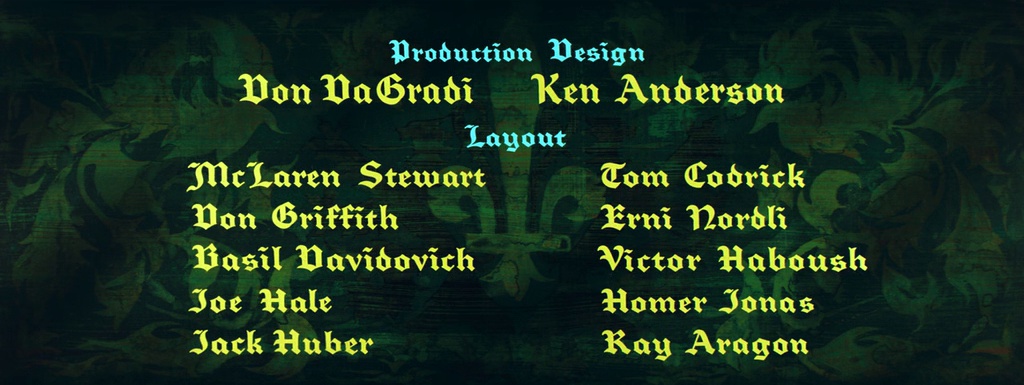 Production Design
Don DaGradi Ken Anderson
Layout
McLaren Stewart Tom Codrick
Don Griffith Erni Nordli
Basil Davidovich Victor Haboush
Joe Hale Homer Jonas
Jack Huber Ray Aragon